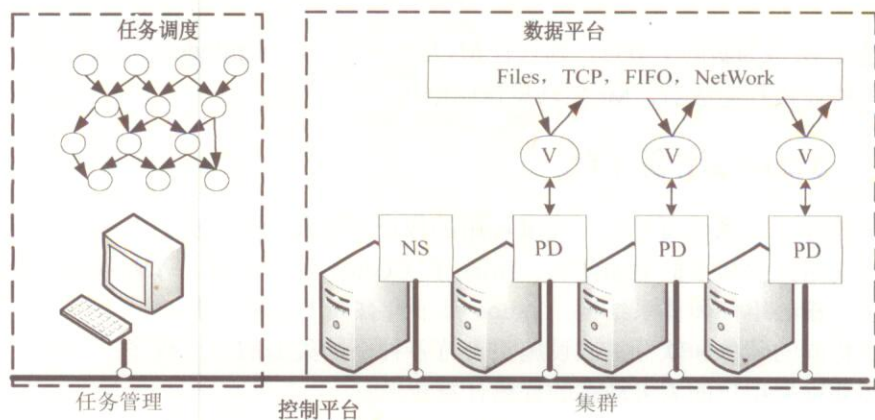 任务调度
数据平台
Files，TCP，FIFO，NetWork
V
V
V
NS
PD
PD
PD
任务管理
控制平台
集群